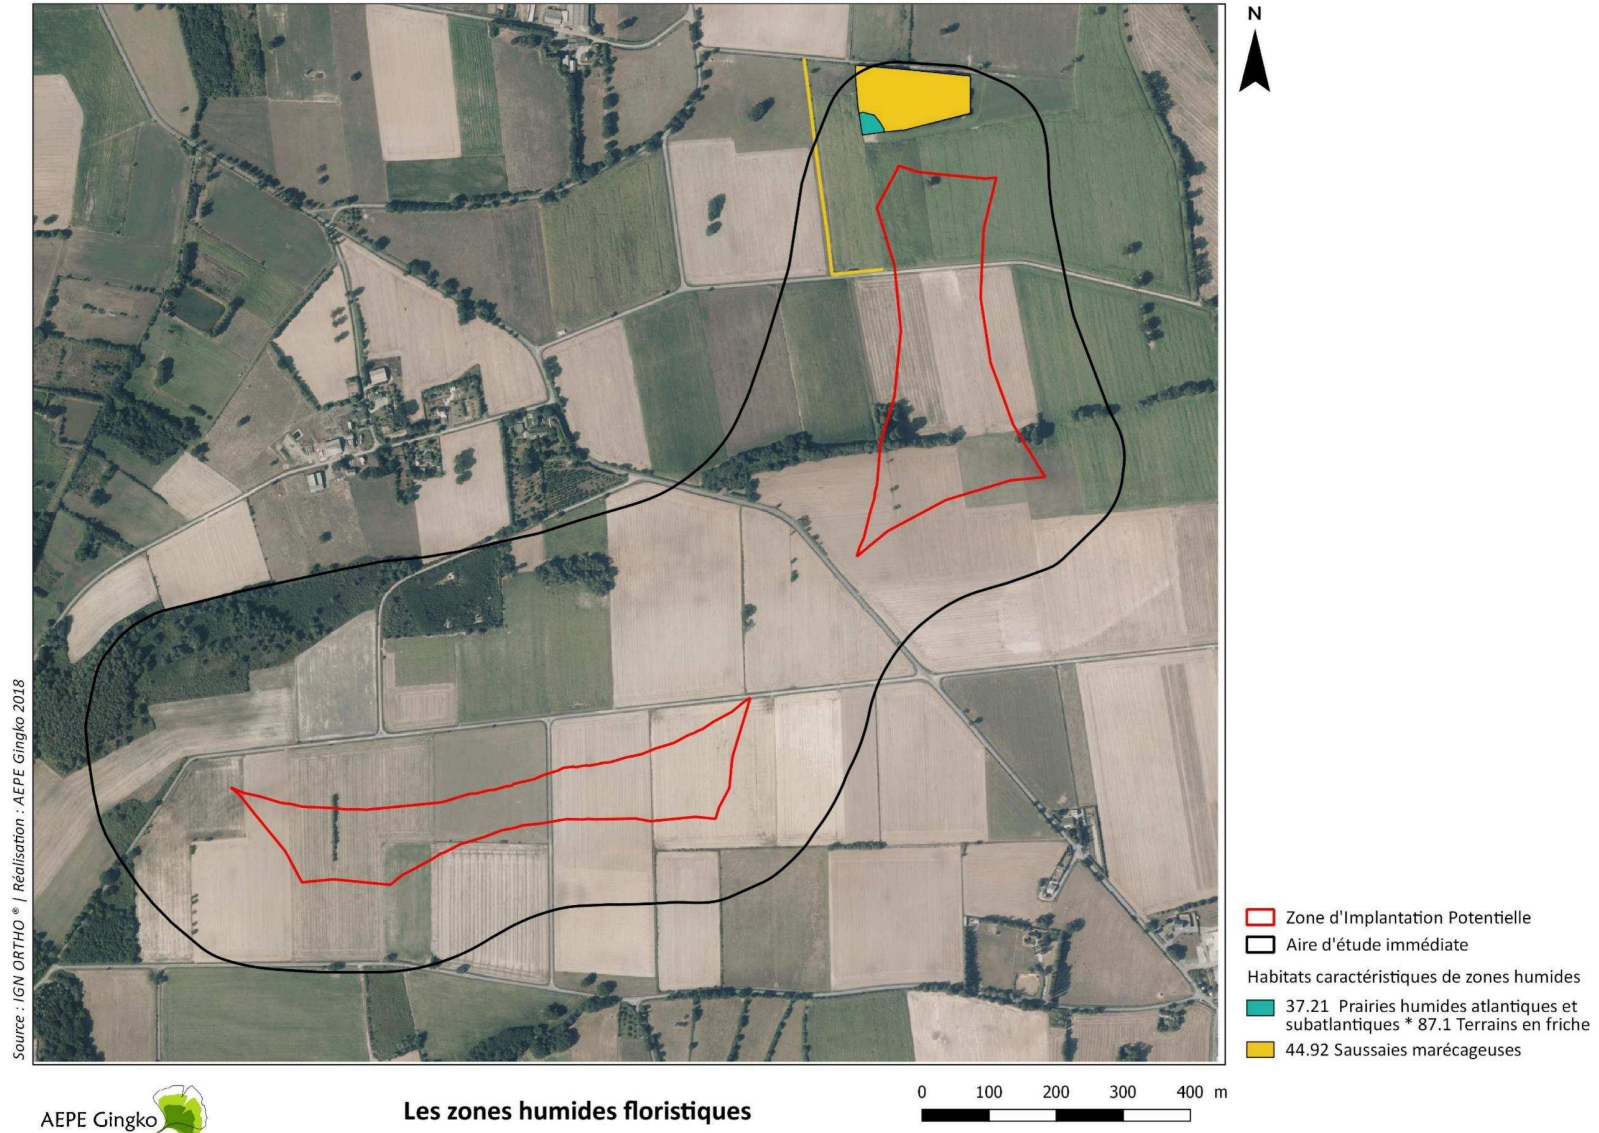 N
Source : IGN ORTHO ® | Réalisation : AEPE Gingko 2018
Zone d'Implantation Potentielle
Aire d'étude immédiate
Habitats caractéristiques de zones humides
37.21 Prairies humides atlantiques et
subatlantiques * 87.1 Terrains en friche
44.92 Saussaies marécageuses
AEPE Gingko
Les zones humides floristiques
0 100 200 300 400 m